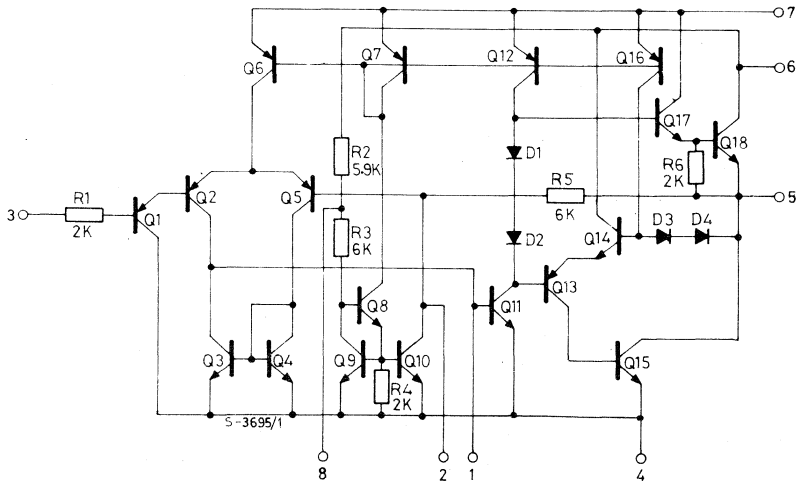 7
Q6
Q7
Q12
Q16
6
Q17
Q18
R2
5.9K
D1
R6
2K
R1
2K
3
Q1
Q2
Q5
R5
6K
5
R3
6K
D2
Q14
D3
D4
Q8
Q11
Q13
Q3
Q4
Q9
Q10
Q15
R4
2K
S-3695/1
8
2
1
4